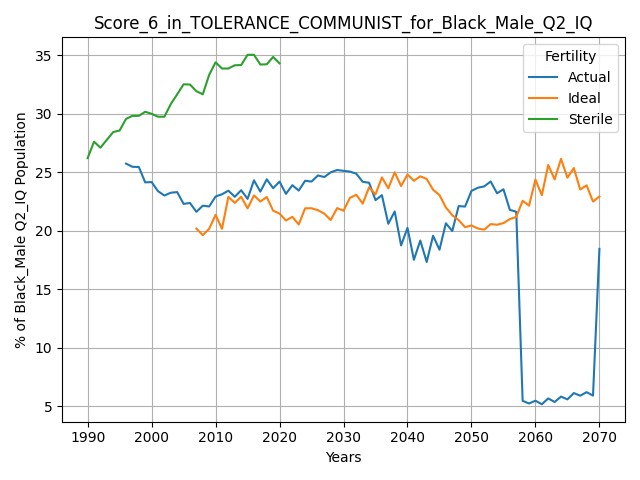 Score_6_in_TOLERANCE_COMMUNIST_for_Black_Male_Q2_IQ
Fertility
Actual
Ideal
Sterile
% of Black_Male Q2_IQ Population
35
30
25
20
15
10
5
1990 2000 2010 2020 2030 2040 2050 2060 2070
Years